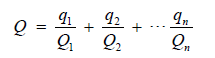 Q = q₁/Q₁ + q₂/Q₂ + ⋯ qₙ/Qₙ